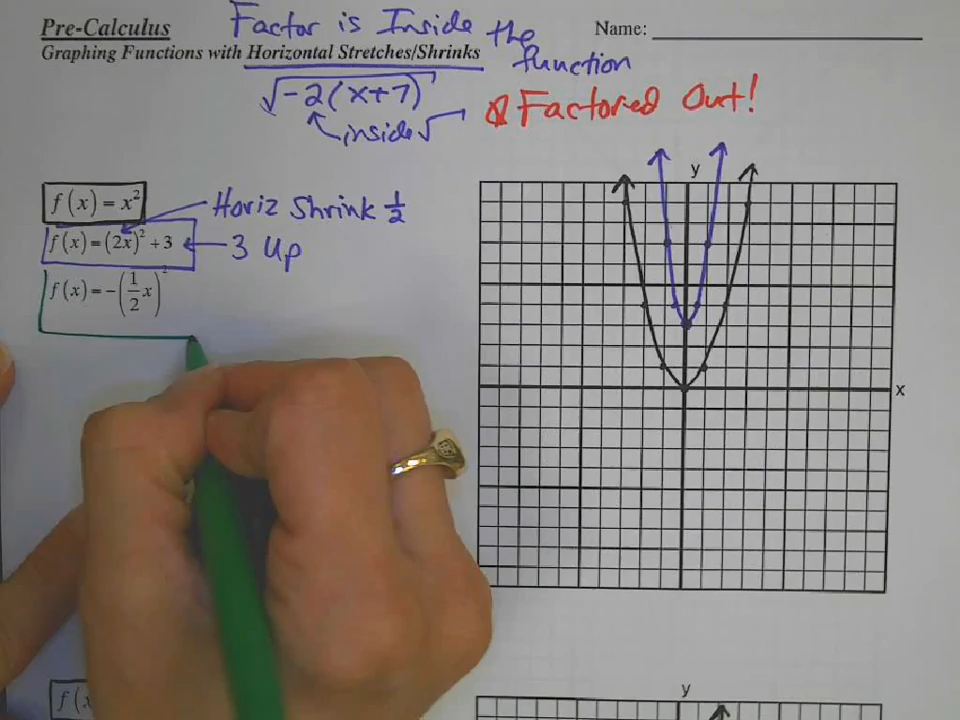 Pre-Calculus
Factor is Inside the function
Name:
Graphing Functions with Horizontal Stretches/Shrinks
√-2(x+7)
inside √
Factored Out!
f(x) = x²
Horiz Shrink 1/2
f(x) = (2x)² + 3
3 Up
f(x) = -(1/2 x)²
y
x
y